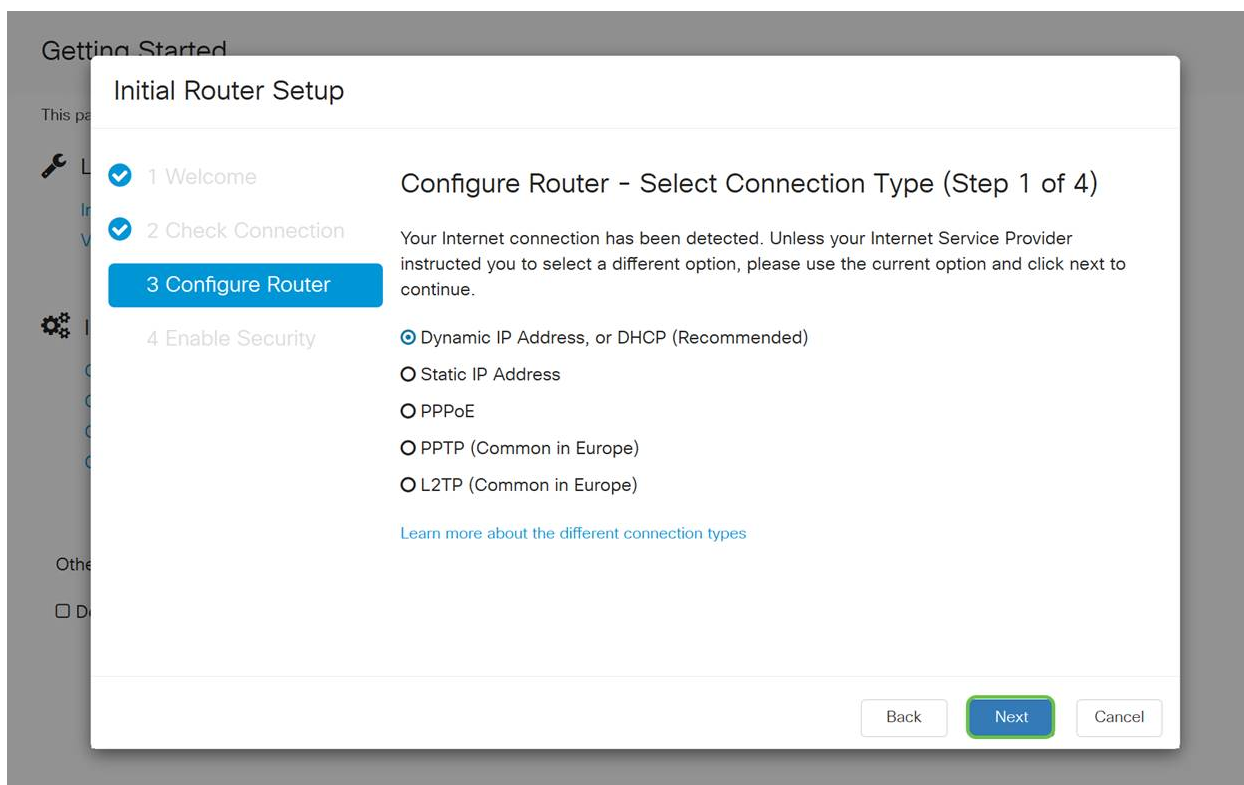 Getting Started
Initial Router Setup
This
1 Welcome
2 Check Connection
3 Configure Router
4 Enable Security
Configure Router - Select Connection Type (Step 1 of 4)
Your Internet connection has been detected. Unless your Internet Service Provider
instructed you to select a different option, please use the current option and click next to
continue.
Dynamic IP Address, or DHCP (Recommended)
Static IP Address
PPPoE
PPTP (Common in Europe)
L2TP (Common in Europe)
Learn more about the different connection types
Back
Next
Cancel